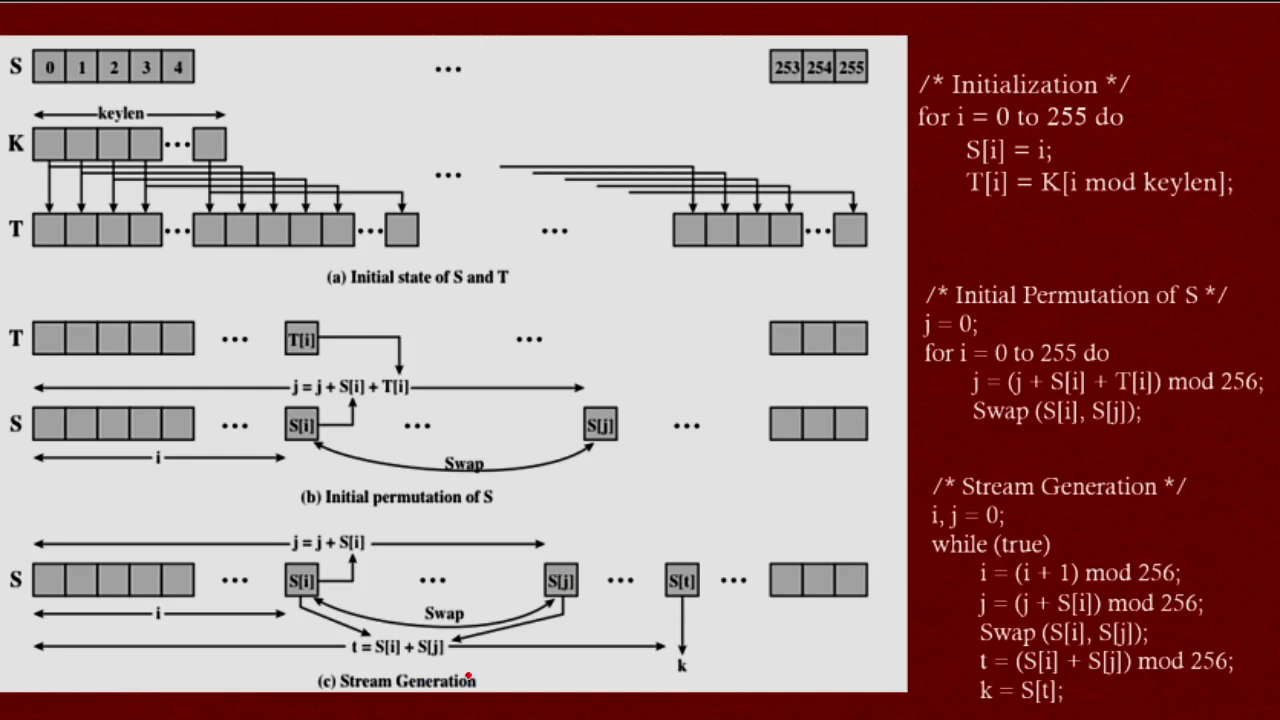 S 0 1 2 3 4 ... 253 254 255
keylen
K ...
...
T ... ... ...
(a) Initial state of S and T
T ... T[i] ...
j = j + S[i] + T[i]
S ... S[i] ... S[j] ...
i
Swap
(b) Initial permutation of S
j = j + S[i]
S ... S[i] ... S[j] ... S[t] ...
i
Swap
t = S[i] + S[j]
k
(c) Stream Generation
/* Initialization */
for i = 0 to 255 do
S[i] = i;
T[i] = K[i mod keylen];
/* Initial Permutation of S */
j = 0;
for i = 0 to 255 do
j = (j + S[i] + T[i]) mod 256;
Swap (S[i], S[j]);
/* Stream Generation */
i, j = 0;
while (true)
i = (i + 1) mod 256;
j = (j + S[i]) mod 256;
Swap (S[i], S[j]);
t = (S[i] + S[j]) mod 256;
k = S[t];